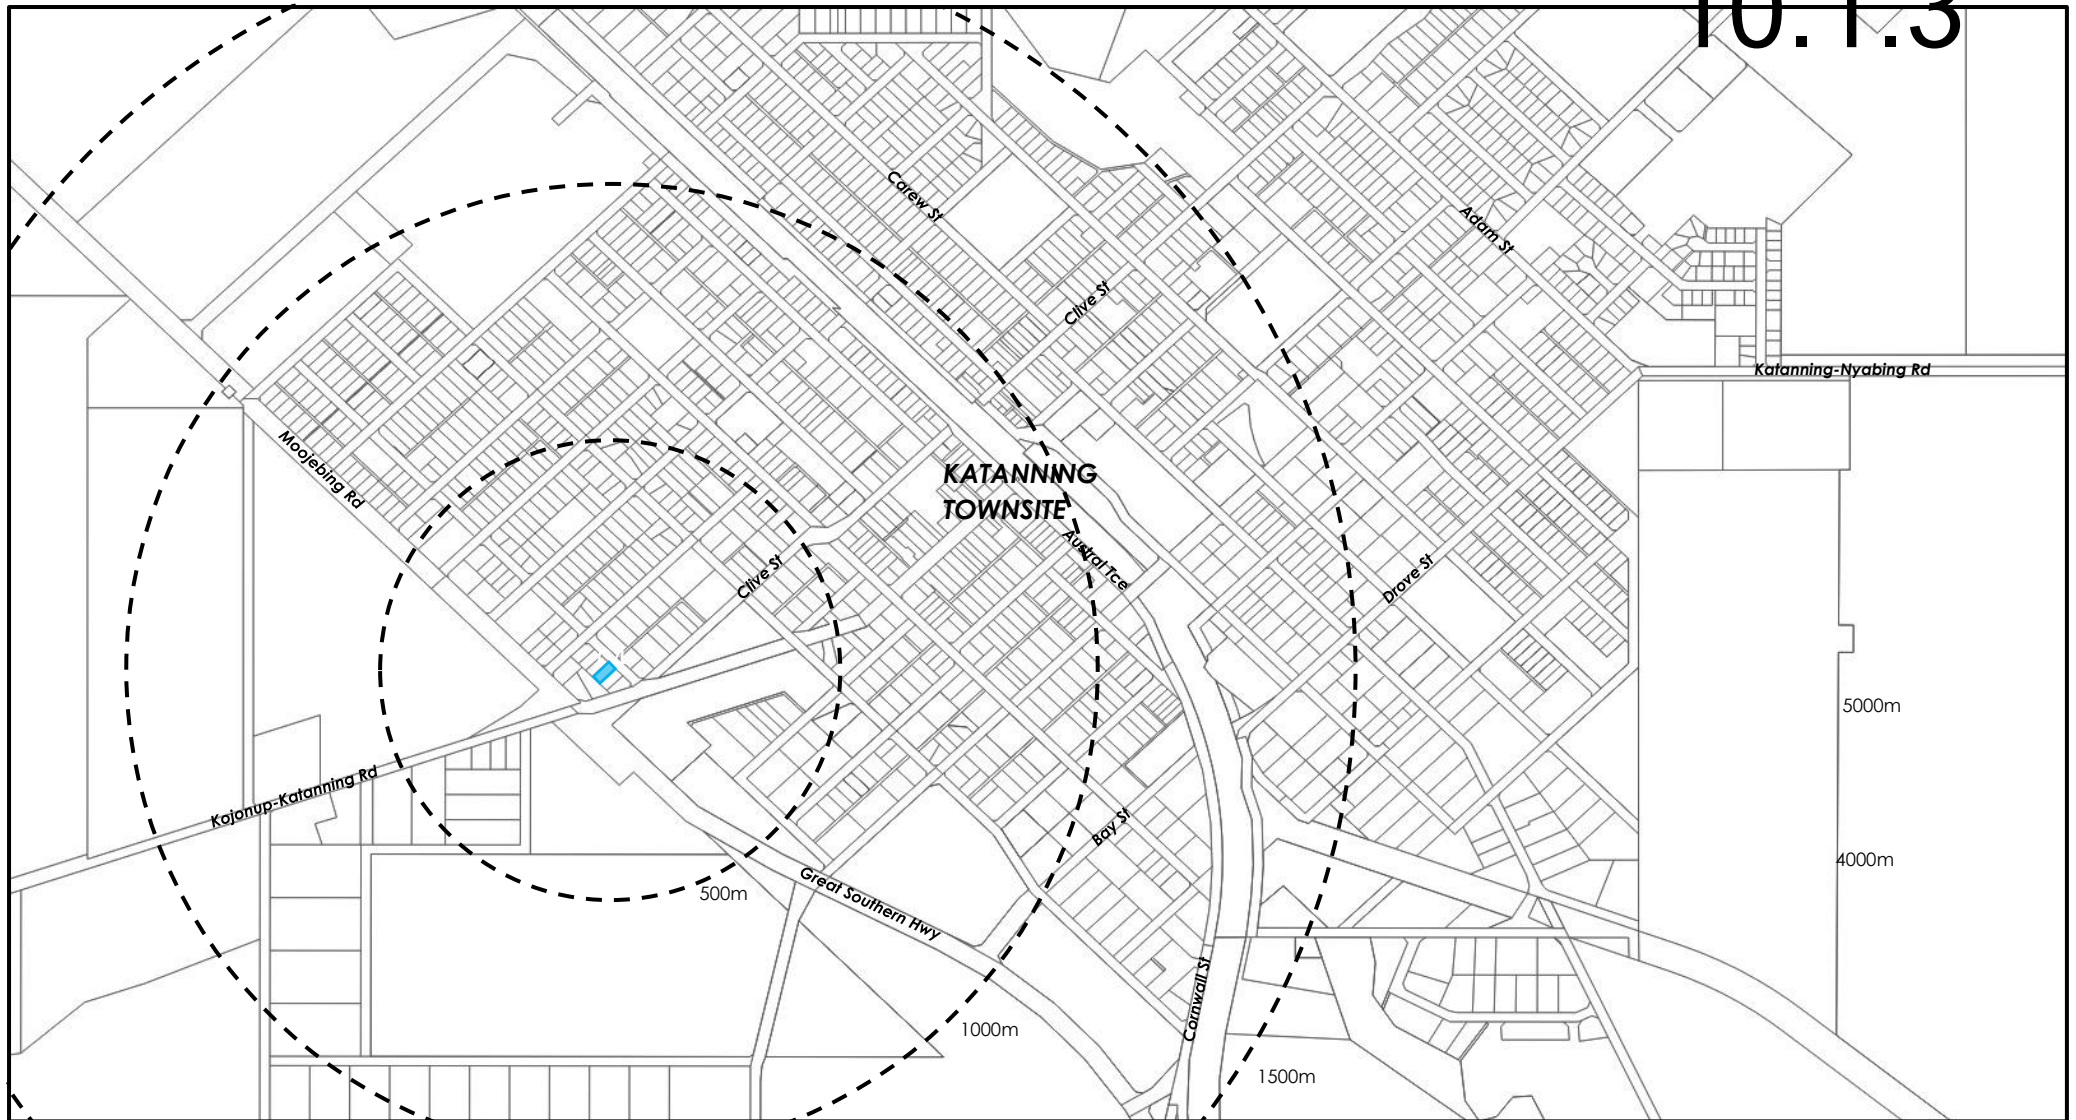 10.1.3
Carew St
Adam St
Clive St
Katanning-Nyabing Rd
Moojebing Rd
KATANNING
TOWNSITE
Austral Tce
Clive St
Drove St
5000m
Kojonup-Katanning Rd
Bay St
4000m
500m
Great Southern Hwy
Cornwall St
1000m
1500m